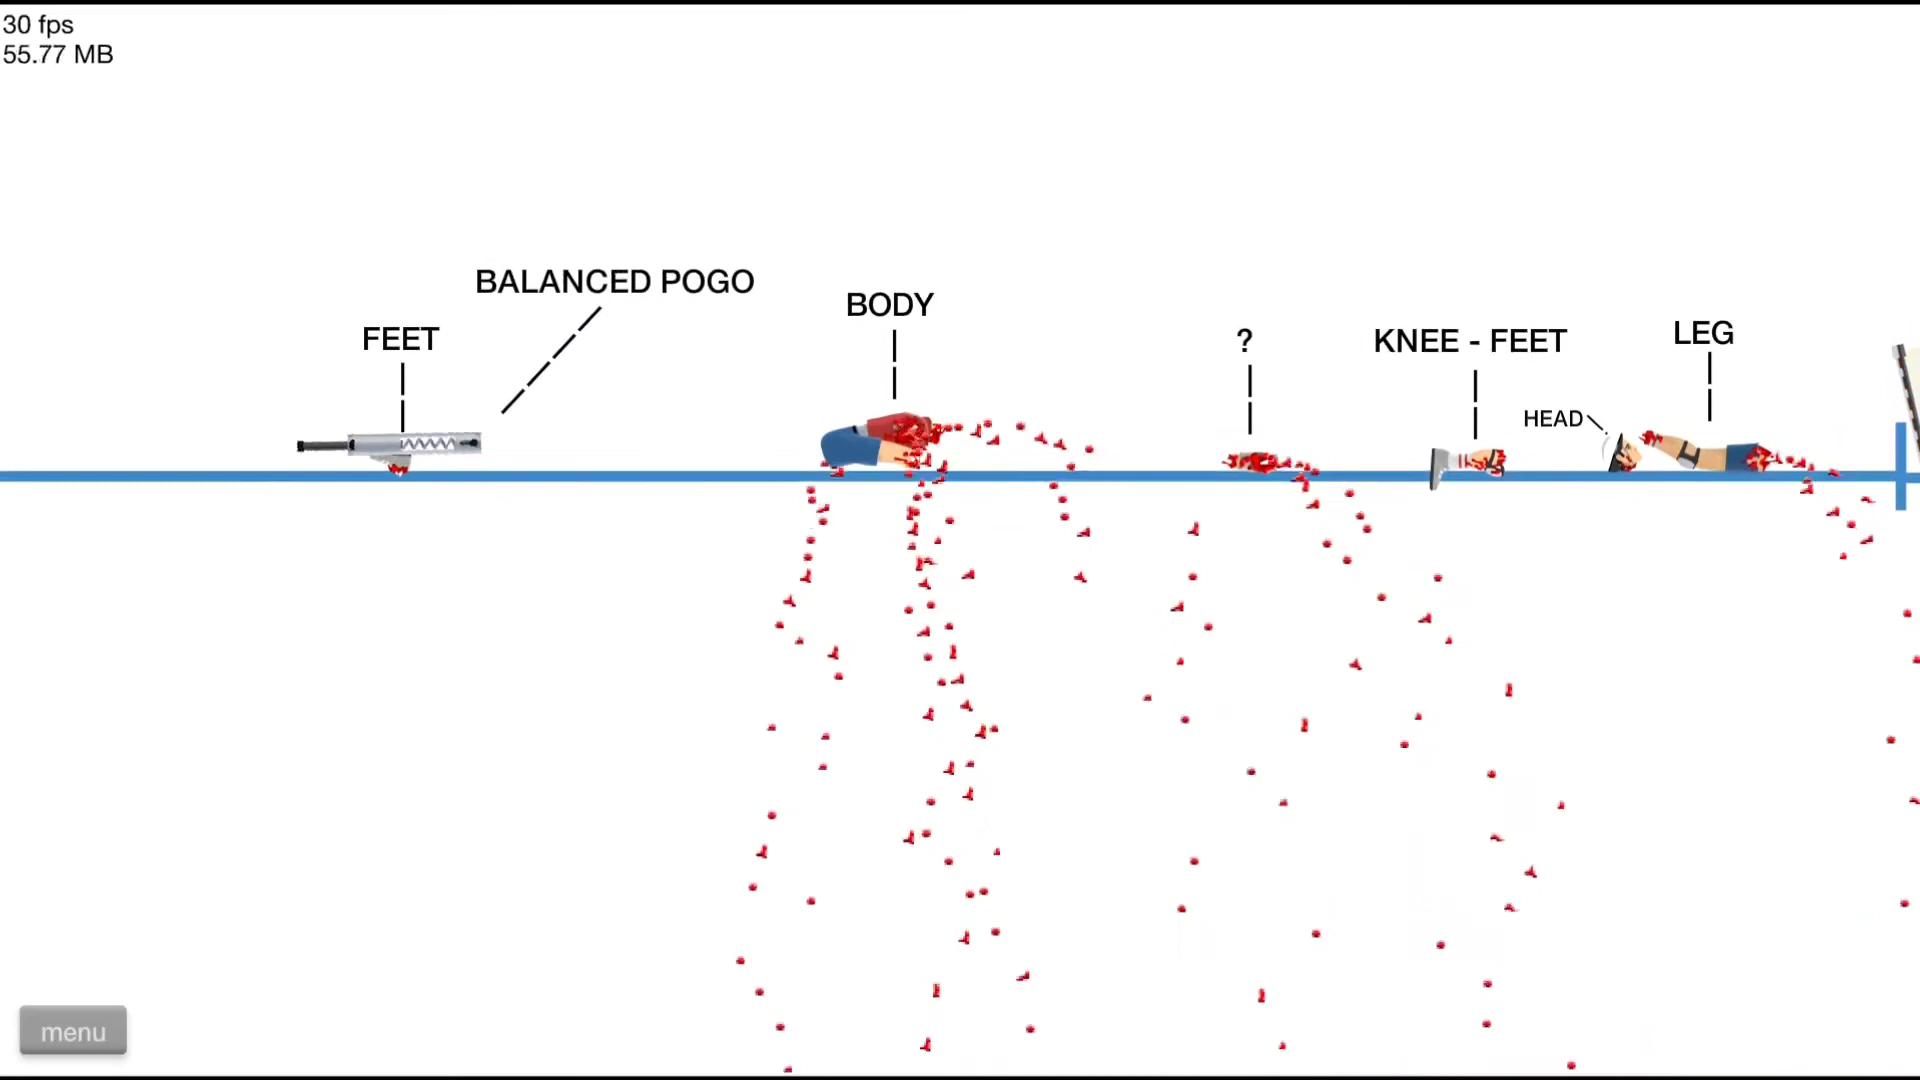 30 fps
55.77 MB
BALANCED POGO
FEET
BODY
?
KNEE - FEET
LEG
HEAD
menu